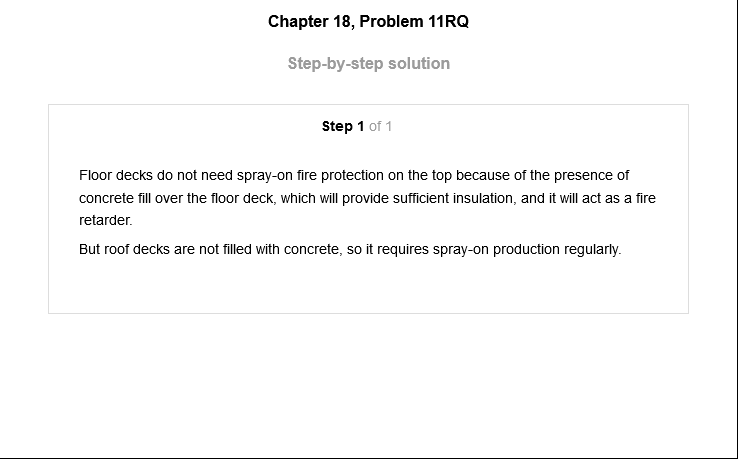 Chapter 18, Problem 11RQ
Step-by-step solution
Step 1 of 1
Floor decks do not need spray-on fire protection on the top because of the presence of
concrete fill over the floor deck, which will provide sufficient insulation, and it will act as a fire
retarder.
But roof decks are not filled with concrete, so it requires spray-on production regularly.